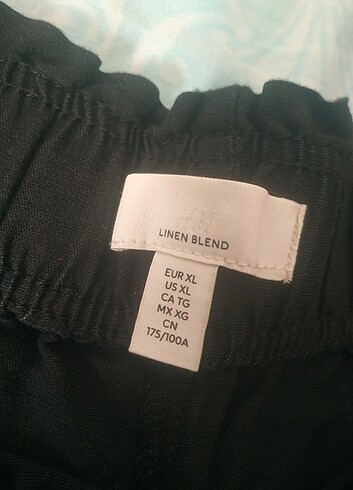 LINEN BLEND
EUR XL
US XL
CA TG
MX XG
CN
175/100A